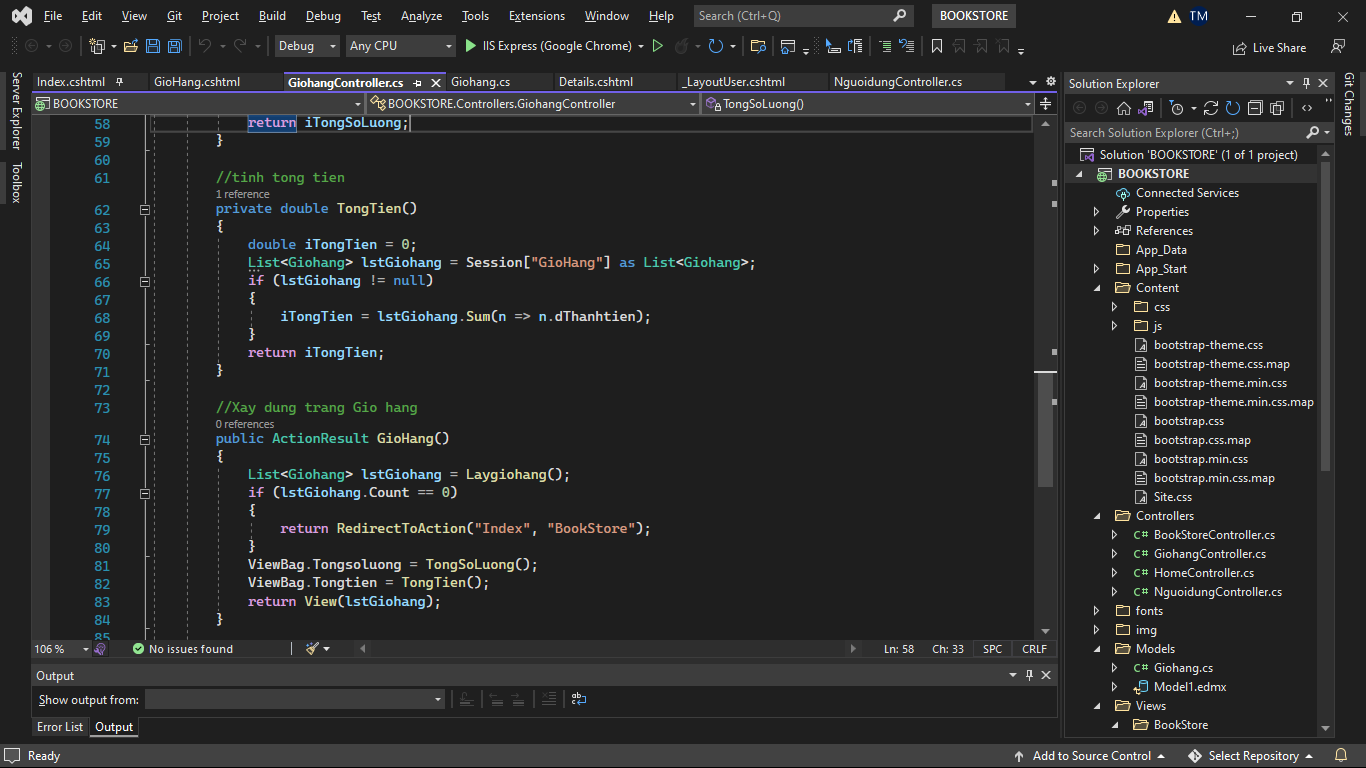 File Edit View Git Project Build Debug Test Analyze Tools Extensions Window Help Search (Ctrl+Q) BOOKSTORE TM
Debug Any CPU IIS Express (Google Chrome) Live Share
Server Explorer
Toolbox
Index.cshtml GioHang.cshtml GiohangController.cs Giohang.cs Details.cshtml _LayoutUser.cshtml NguoidungController.cs
BOOKSTORE BOOKSTORE.Controllers.GiohangController TongSoLuong()
58 return iTongSoLuong;
59 }
60
61 //tinh tong tien
1 reference
62 private double TongTien()
63 {
64 double iTongTien = 0;
65 List<Giohang> lstGiohang = Session["GioHang"] as List<Giohang>;
66 if (lstGiohang != null)
67 {
68 iTongTien = lstGiohang.Sum(n => n.dThanhtien);
69 }
70 return iTongTien;
71 }
72
73 //Xay dung trang Gio hang
0 references
74 public ActionResult GioHang()
75 {
76 List<Giohang> lstGiohang = Laygiohang();
77 if (lstGiohang.Count == 0)
78 {
79 return RedirectToAction("Index", "BookStore");
80 }
81 ViewBag.Tongsoluong = TongSoLuong();
82 ViewBag.Tongtien = TongTien();
83 return View(lstGiohang);
84 }
85
106 % No issues found Ln: 58 Ch: 33 SPC CRLF
Output
Show output from:
Error List Output
Solution Explorer
Search Solution Explorer (Ctrl+;)
Solution 'BOOKSTORE' (1 of 1 project)
BOOKSTORE
Connected Services
Properties
References
App_Data
App_Start
Content
css
js
bootstrap-theme.css
bootstrap-theme.css.map
bootstrap-theme.min.css
bootstrap-theme.min.css.map
bootstrap.css
bootstrap.css.map
bootstrap.min.css
bootstrap.min.css.map
Site.css
Controllers
C# BookStoreController.cs
C# GiohangController.cs
C# HomeController.cs
C# NguoidungController.cs
fonts
img
Models
C# Giohang.cs
Model1.edmx
Views
BookStore
Git Changes
Ready Add to Source Control Select Repository